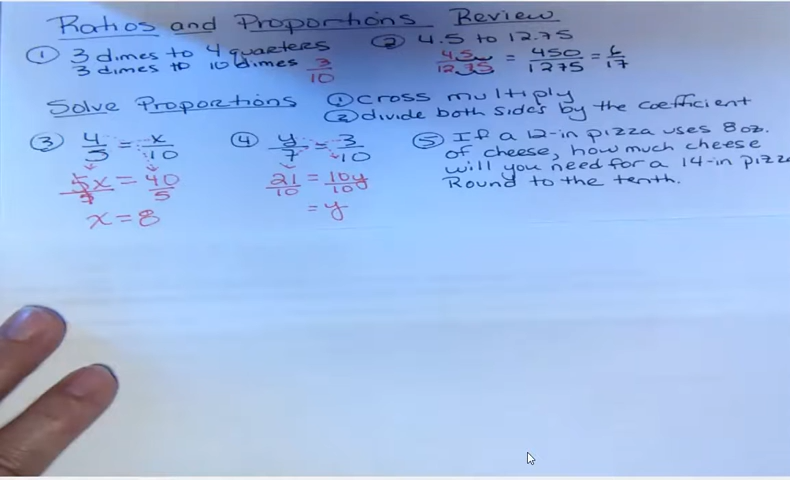 Ratios and Proportions Review
① 3 dimes to 4 quarters
3 dimes to 10 dimes 3/10
② 4.5 to 12.75
4.5/12.75 = 450/1275 = 6/17
Solve Proportions ① cross multiply
② divide both sides by the coefficient
③ 4/5 = x/10
5x/5 = 40/5
x = 8
④ y/7 = 3/10
21/10 = 10y/10
= y
⑤ If a 12-in pizza uses 8oz.
of cheese, how much cheese
will you need for a 14-in pizza
Round to the tenth.